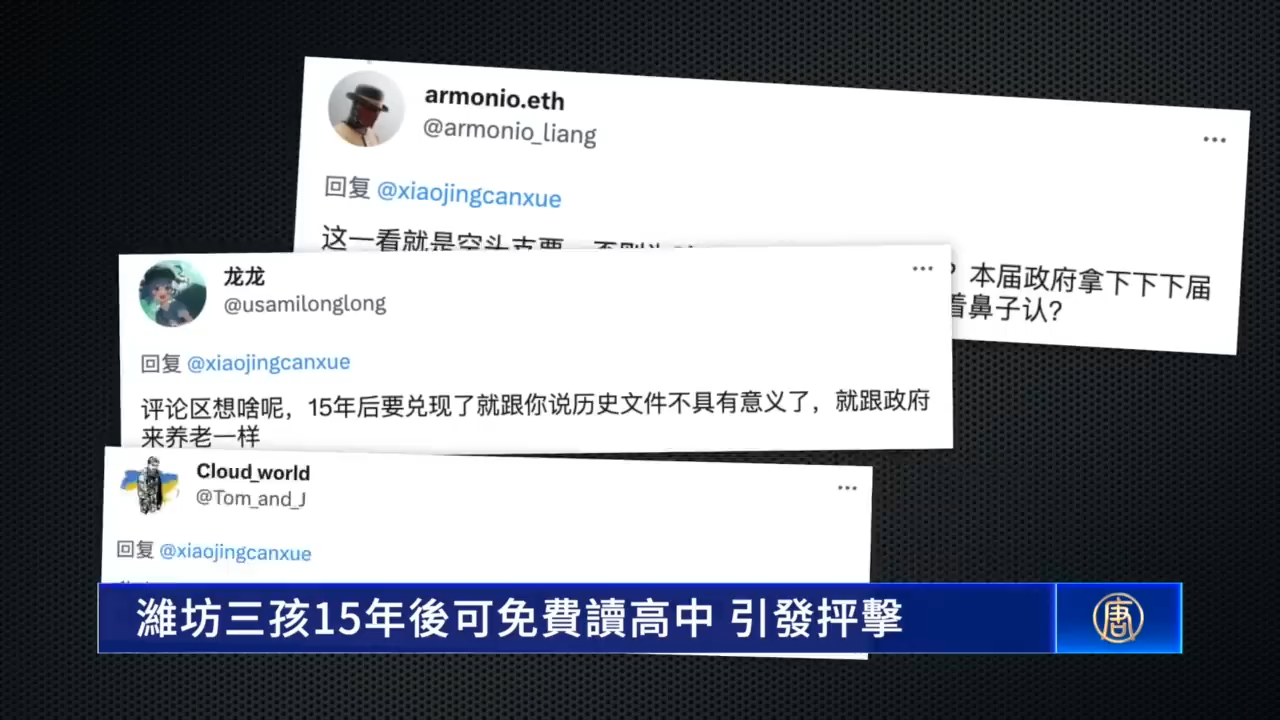 armonio.eth
@armonio_liang
回复 @xiaojingcanxue
这一看就是空头支票
本届政府拿下下下届
着鼻子认?
龙龙
@usamilonglong
回复 @xiaojingcanxue
评论区想啥呢，15年后要兑现了就跟你说历史文件不具有意义了，就跟政府
来养老一样
Cloud_world
@Tom_and_J
回复 @xiaojingcanxue
濰坊三孩15年後可免費讀高中 引發抨擊
唐